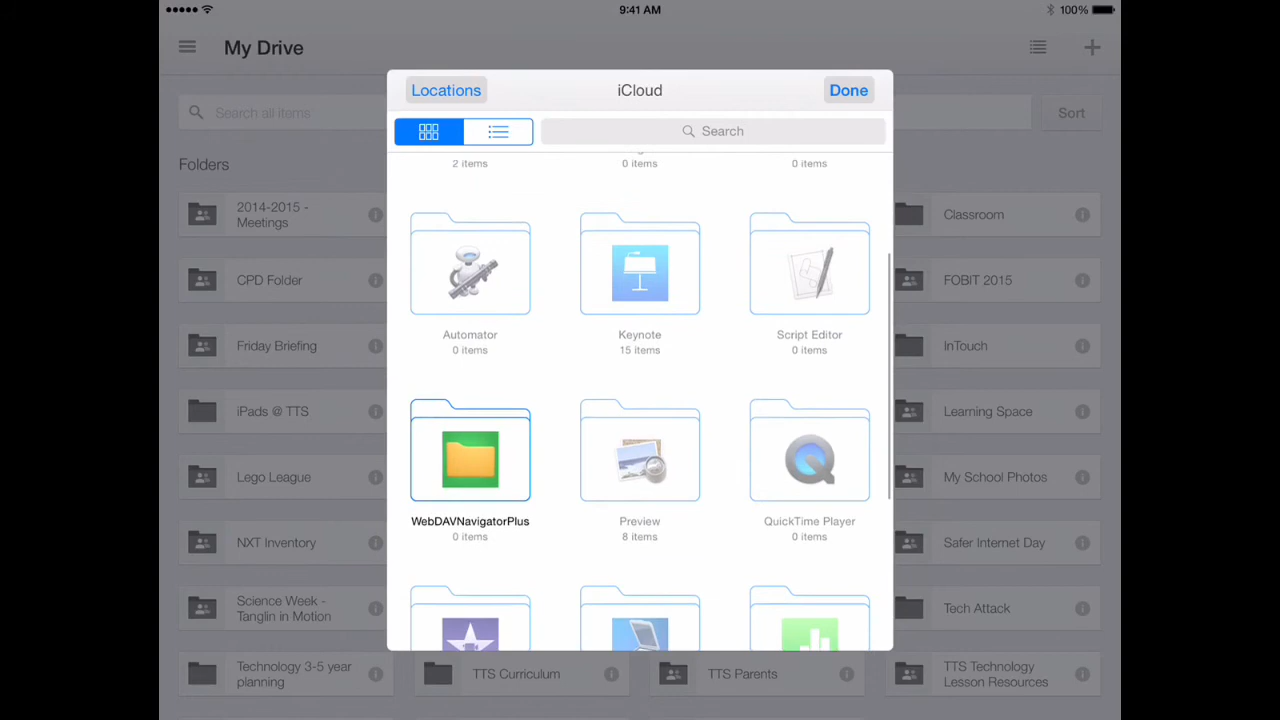 9:41 AM
100%
My Drive
Search all items
Sort
Folders
2014-2015 -
Meetings
Classroom
CPD Folder
FOBIT 2015
Friday Briefing
InTouch
iPads @ TTS
Learning Space
Lego League
My School Photos
NXT Inventory
Safer Internet Day
Science Week -
Tanglin in Motion
Tech Attack
Technology 3-5 year
planning
TTS Curriculum
TTS Parents
TTS Technology
Lesson Resources
Locations
iCloud
Done
Search
2 items
0 items
0 items
Automator
0 items
Keynote
15 items
Script Editor
0 items
WebDAVNavigatorPlus
0 items
Preview
8 items
QuickTime Player
0 items